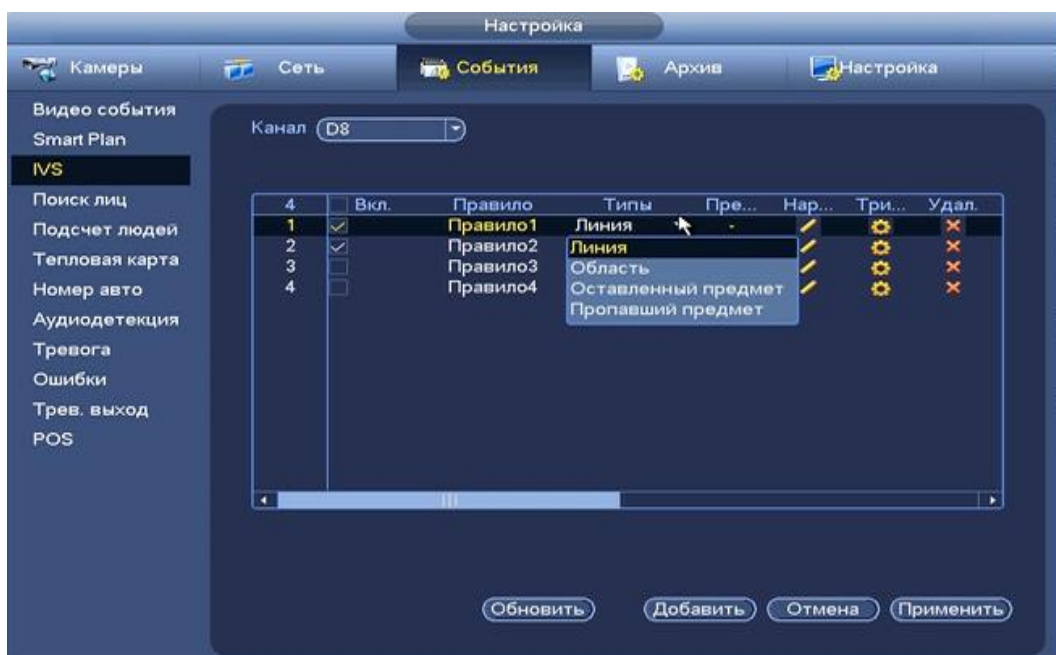 Настройка
Камеры Сеть События Архив Настройка
Видео события
Smart Plan
IVS
Поиск лиц
Подсчет людей
Тепловая карта
Номер авто
Аудиодетекция
Тревога
Ошибки
Трев. выход
POS
Канал D8
4 Вкл. Правило Типы Пре... Нар... Три... Удал.
1 Правило1 Линия -
2 Правило2
3 Правило3
4 Правило4
Линия
Область
Оставленный предмет
Пропавший предмет
Обновить Добавить Отмена Применить